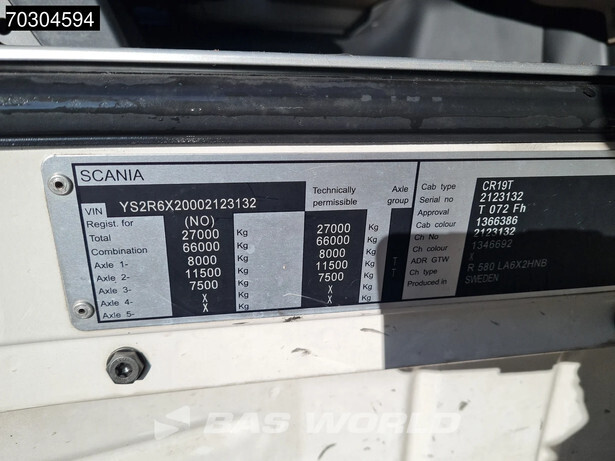 70304594
SCANIA
VIN YS2R6X20002123132
Technically permissible
Axle group
Regist. for (NO)
Total 27000 Kg 27000 Kg
Combination 66000 Kg 66000 Kg
Axle 1- 8000 Kg 8000 Kg
Axle 2- 11500 Kg 11500 Kg T
Axle 3- 7500 Kg 7500 Kg T
Axle 4- X Kg X Kg
Axle 5- X Kg X Kg
Cab type CR19T
Serial no 2123132
Approval T 072 Fh
Cab colour 1366386
Ch No 2123132
Ch colour 1346692
ADR GTW X
Ch type R 580 LA6X2HNB
Produced in SWEDEN
BAS WORLD